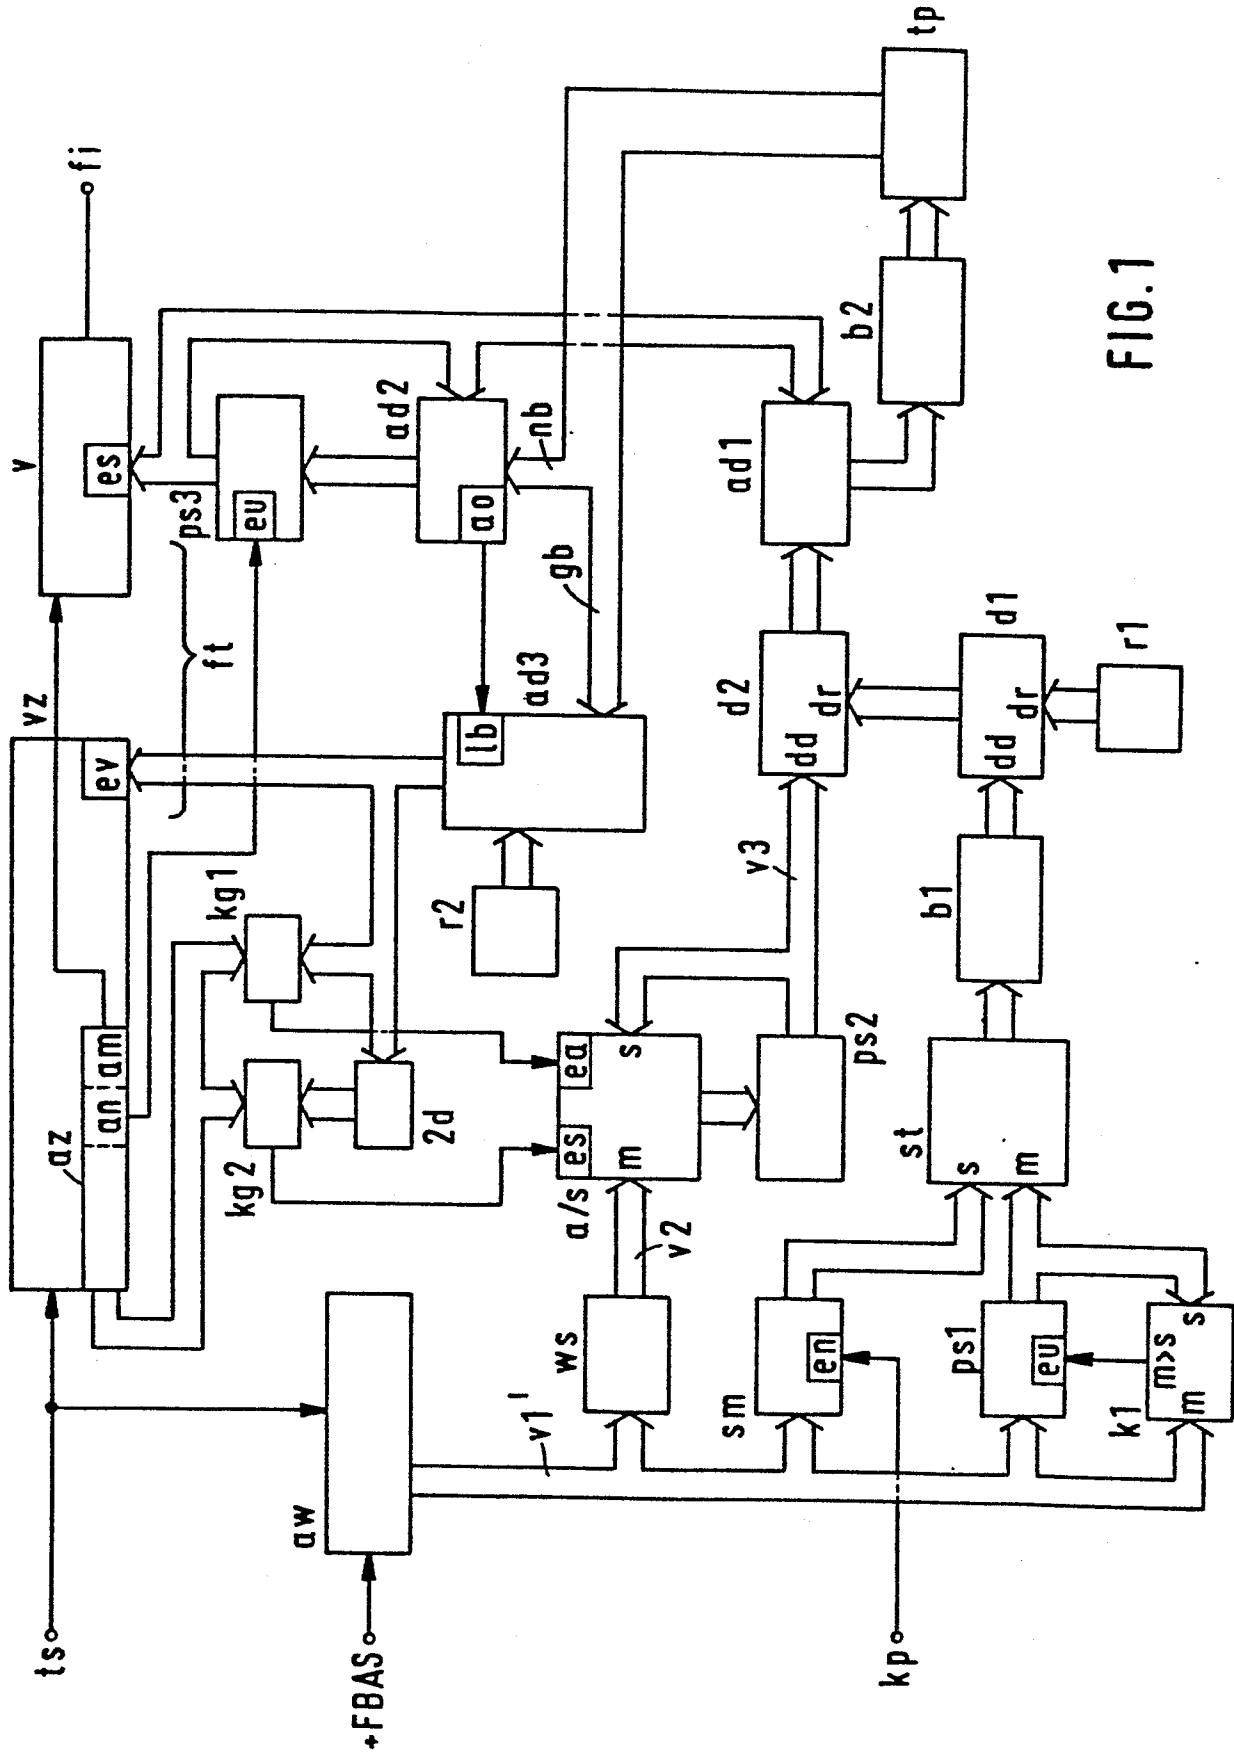 ts
+FBAS
kp
az
an
am
ev
vz
v
es
fi
aw
v1'
kg2
kg1
2d
ft
ps3
eu
ad2
ao
nb
gb
ad3
lb
r2
ws
v2
a/s
es
ea
m
s
ps2
v3
d2
dd
dr
ad1
b2
tp
sm
en
ps1
eu
k1
m>s
m
s
st
s
m
b1
d1
dd
dr
r1
FIG.1